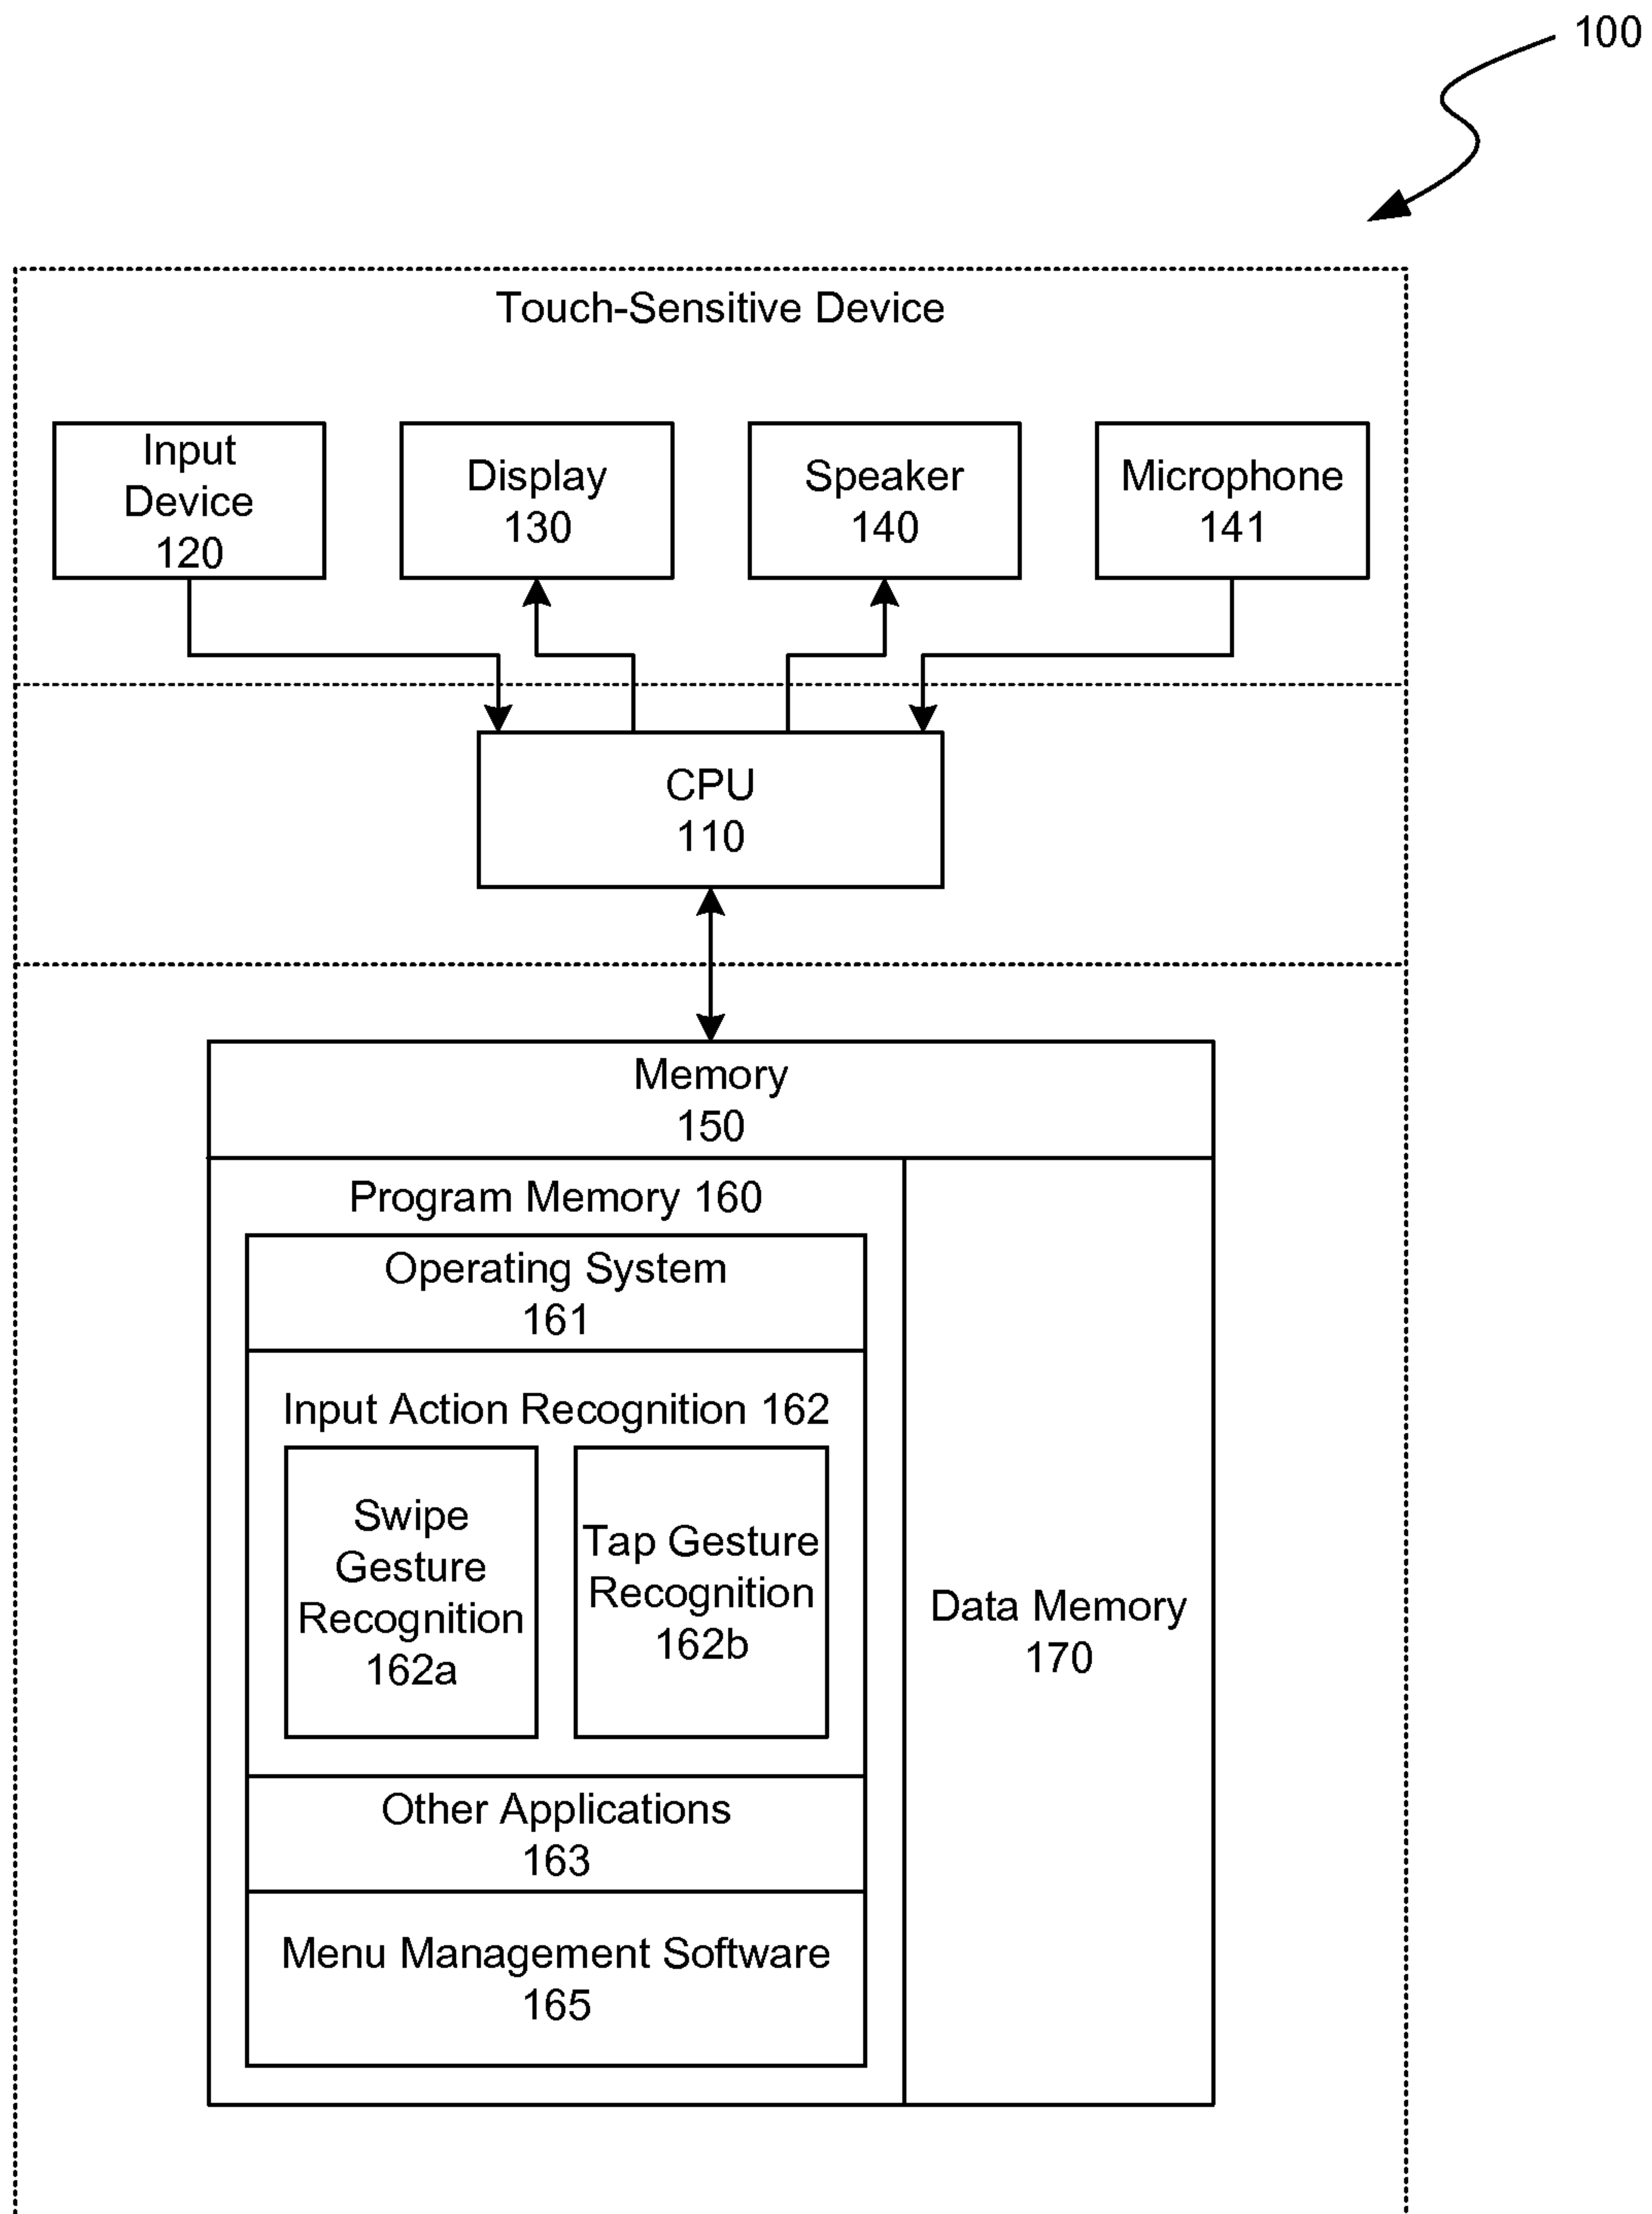 100
Touch-Sensitive Device
Input
Device
120
Display
130
Speaker
140
Microphone
141
CPU
110
Memory
150
Program Memory 160
Operating System
161
Input Action Recognition 162
Swipe
Gesture
Recognition
162a
Tap Gesture
Recognition
162b
Other Applications
163
Menu Management Software
165
Data Memory
170